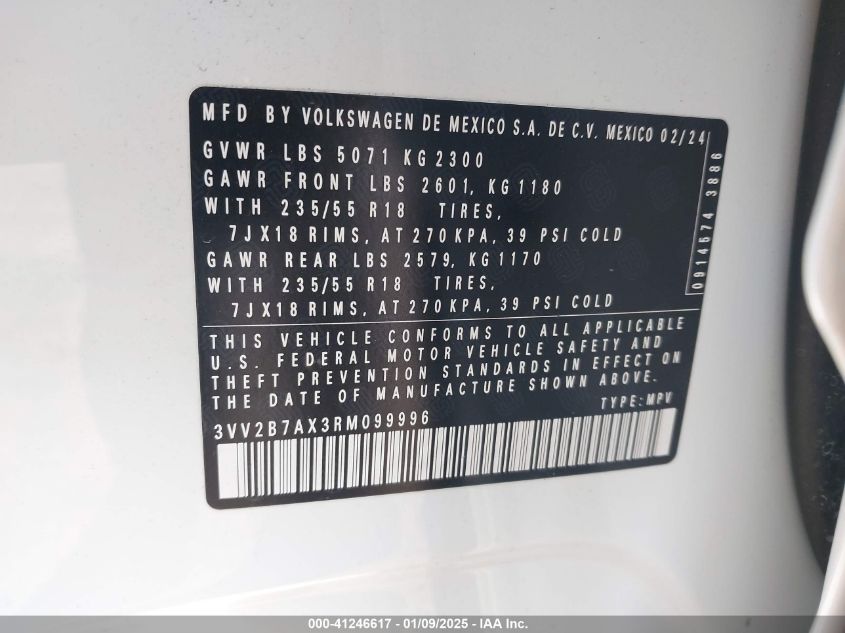 MFD BY VOLKSWAGEN DE MEXICO S.A. DE C.V. MEXICO 02/24
GVWR LBS 5071 KG 2300
GAWR FRONT LBS 2601, KG 1180
WITH 235/55 R18 TIRES,
7JX18 RIMS, AT 270 KPA, 39 PSI COLD
GAWR REAR LBS 2579, KG 1170
WITH 235/55 R18 TIRES,
7JX18 RIMS, AT 270 KPA, 39 PSI COLD
0914574 3886
THIS VEHICLE CONFORMS TO ALL APPLICABLE
U.S. FEDERAL MOTOR VEHICLE SAFETY AND
THEFT PREVENTION STANDARDS IN EFFECT ON
THE DATE OF MANUFACTURE SHOWN ABOVE.
TYPE: MPV
3VV2B7AX3RM099996
000-41246617 - 01/09/2025 - IAA Inc.